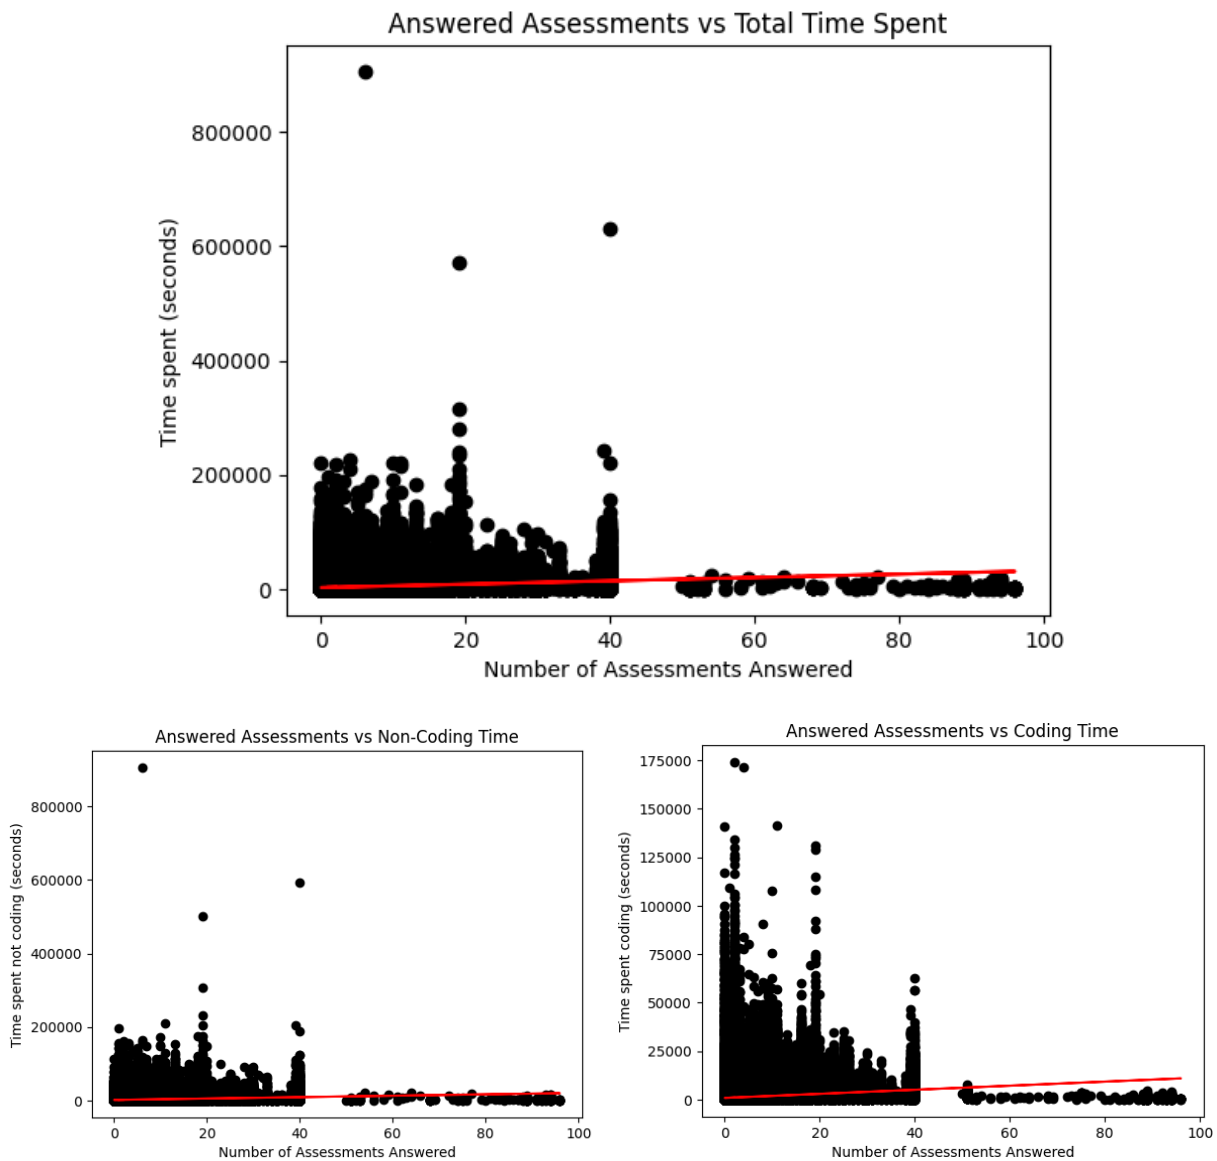 Answered Assessments vs Total Time Spent
800000
600000
400000
200000
0
Time spent (seconds)
0 20 40 60 80 100
Number of Assessments Answered
Answered Assessments vs Non-Coding Time
800000
600000
400000
200000
0
Time spent not coding (seconds)
0 20 40 60 80 100
Number of Assessments Answered
Answered Assessments vs Coding Time
175000
150000
125000
100000
75000
50000
25000
0
Time spent coding (seconds)
0 20 40 60 80 100
Number of Assessments Answered